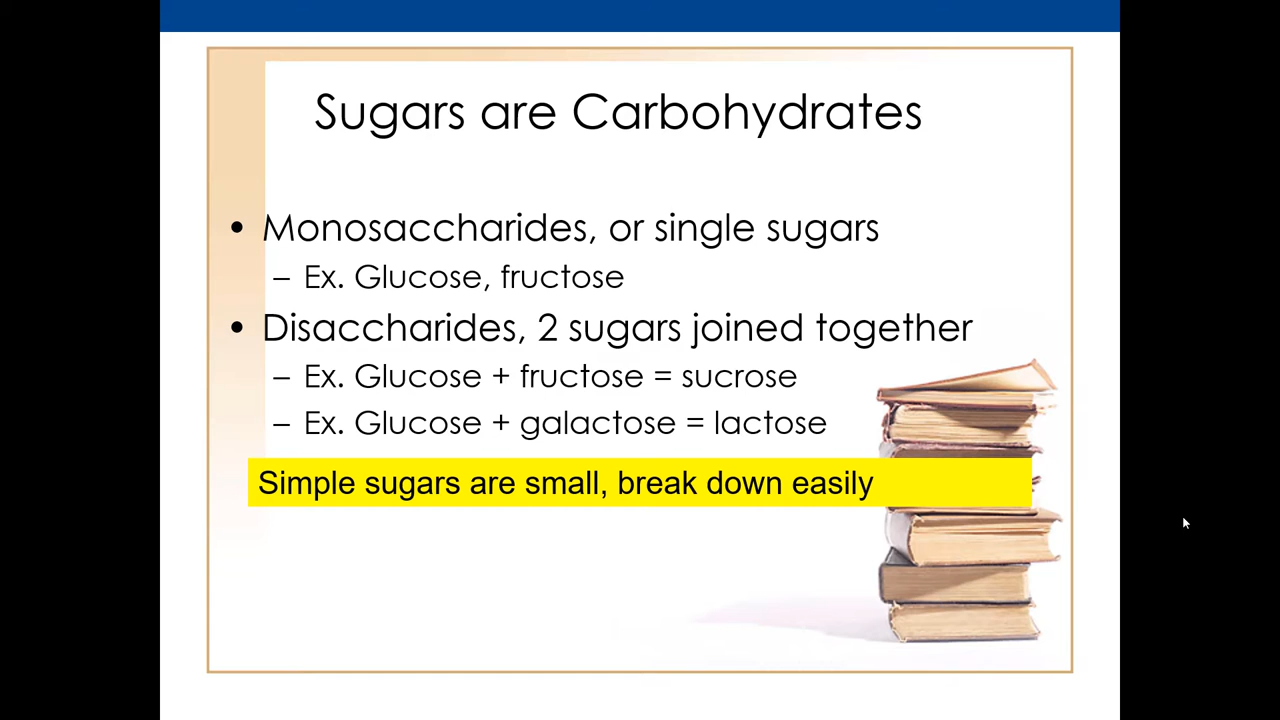 Sugars are Carbohydrates
• Monosaccharides, or single sugars
– Ex. Glucose, fructose
• Disaccharides, 2 sugars joined together
– Ex. Glucose + fructose = sucrose
– Ex. Glucose + galactose = lactose
Simple sugars are small, break down easily